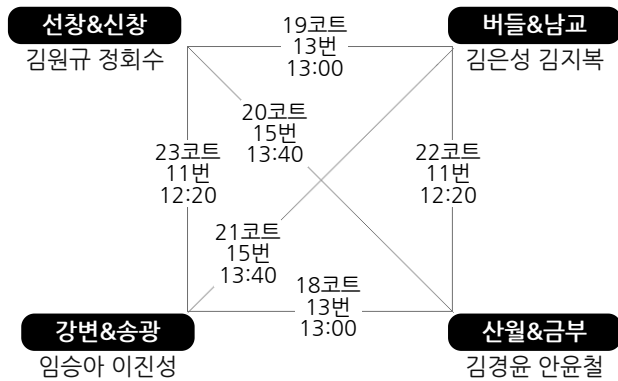 선창&신창
김원규 정회수
19코트
13번
13:00
버들&남교
김은성 김지복
20코트
15번
13:40
23코트
11번
12:20
22코트
11번
12:20
21코트
15번
13:40
강변&송광
임승아 이진성
18코트
13번
13:00
산월&금부
김경윤 안윤철